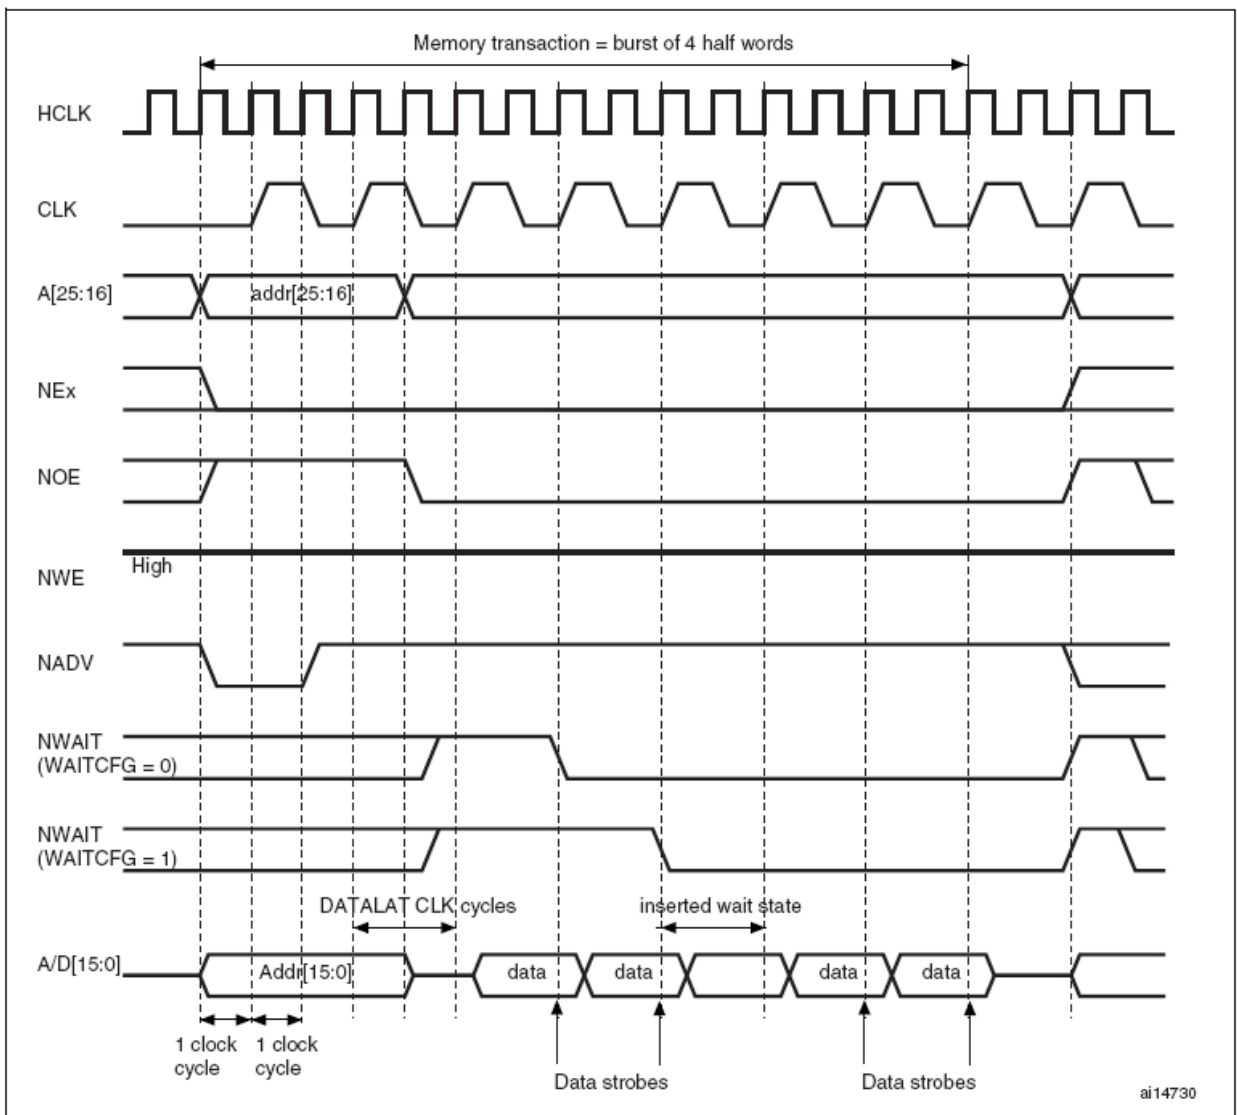 Memory transaction = burst of 4 half words
HCLK
CLK
A[25:16]
addr[25:16]
NEx
NOE
High
NWE
NADV
NWAIT
(WAITCFG = 0)
NWAIT
(WAITCFG = 1)
DATALAT CLK cycles
inserted wait state
A/D[15:0]
Addr[15:0]
data
data
data
data
1 clock
cycle
1 clock
cycle
Data strobes
Data strobes
ai14730